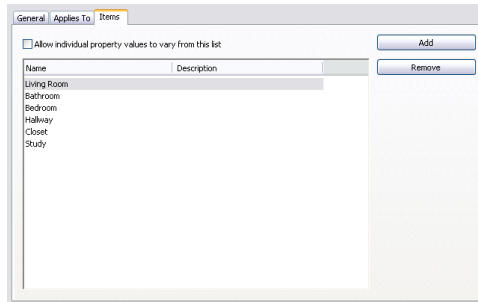 General Applies To Items
Allow individual property values to vary from this list
Add
Name Description
Remove
Living Room
Bathroom
Bedroom
Hallway
Closet
Study